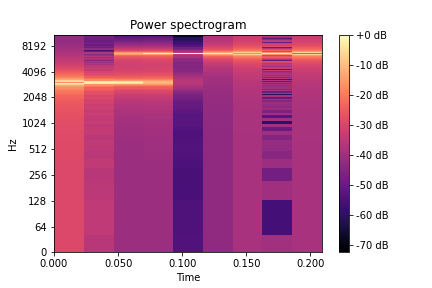 Power spectrogram
8192
4096
2048
1024
512
256
128
64
0
Hz
0.000 0.050 0.100 0.150 0.200
Time
+0 dB
-10 dB
-20 dB
-30 dB
-40 dB
-50 dB
-60 dB
-70 dB